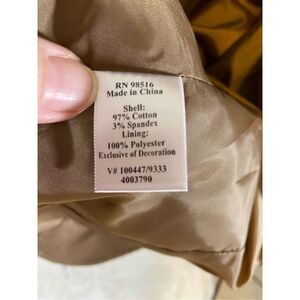 RN 98516
Made in China
Shell:
97% Cotton
3% Spandex
Lining:
100% Polyester
Exclusive of Decoration
V# 100447/9333
4003790